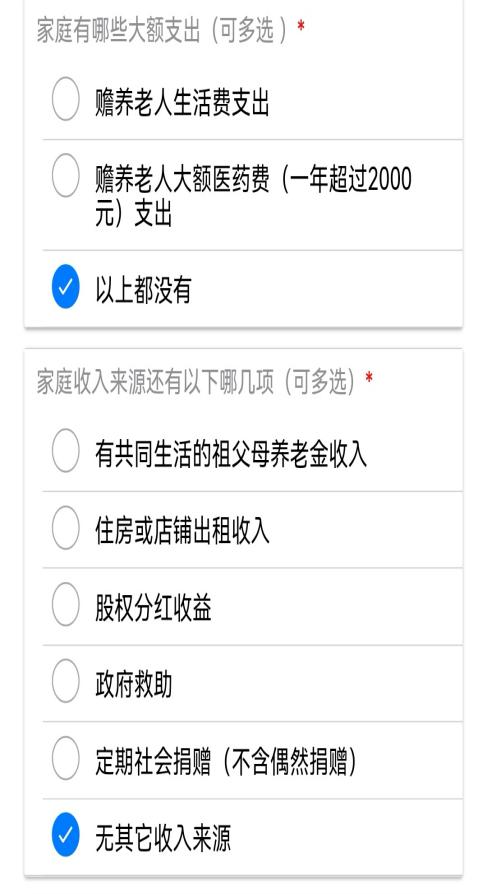 家庭有哪些大额支出（可多选 ）*
赡养老人生活费支出
赡养老人大额医药费（一年超过2000
元）支出
以上都没有
家庭收入来源还有以下哪几项（可多选）*
有共同生活的祖父母养老金收入
住房或店铺出租收入
股权分红收益
政府救助
定期社会捐赠（不含偶然捐赠）
无其它收入来源